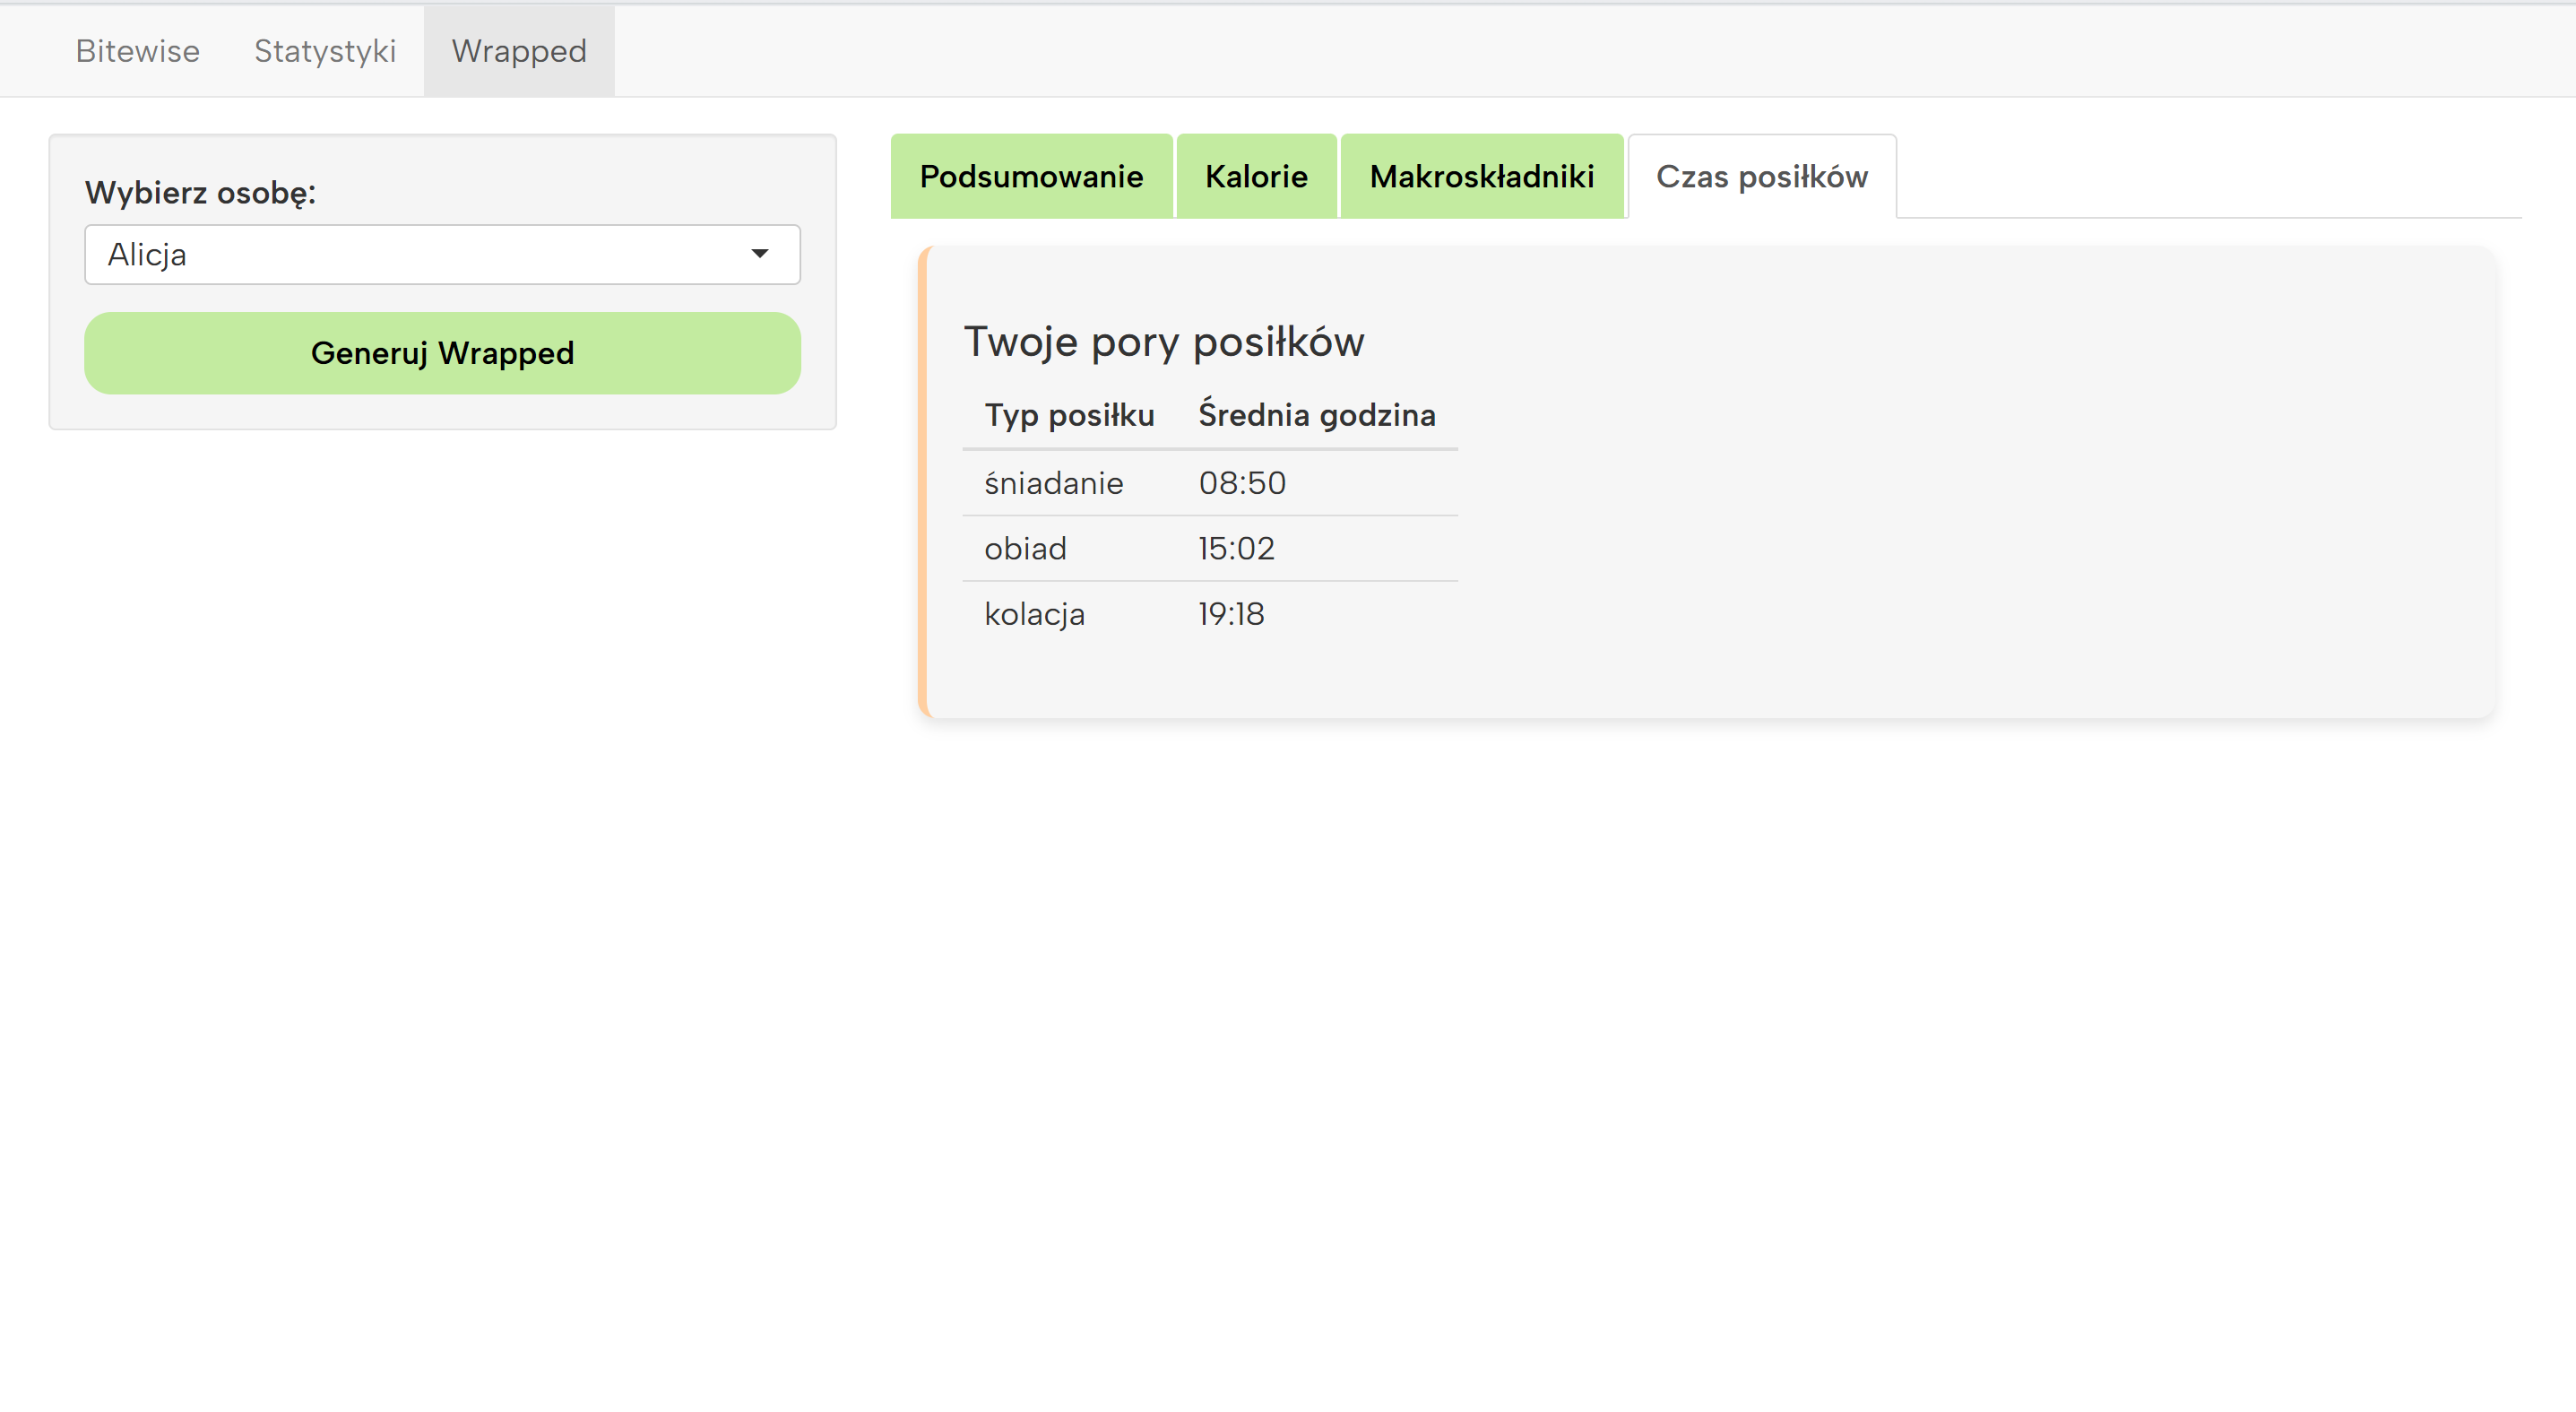 Bitewise Statystyki Wrapped
Wybierz osobę:
Alicja
Generuj Wrapped
Podsumowanie Kalorie Makroskładniki Czas posiłków
Twoje pory posiłków
Typ posiłku Średnia godzina
śniadanie 08:50
obiad 15:02
kolacja 19:18